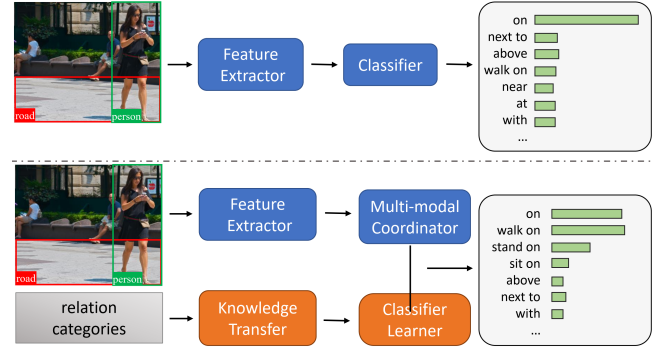 road
person
Feature
Extractor
Classifier
on
next to
above
walk on
near
at
with
...
road
person
Feature
Extractor
Multi-modal
Coordinator
relation
categories
Knowledge
Transfer
Classifier
Learner
on
walk on
stand on
sit on
above
next to
with
...